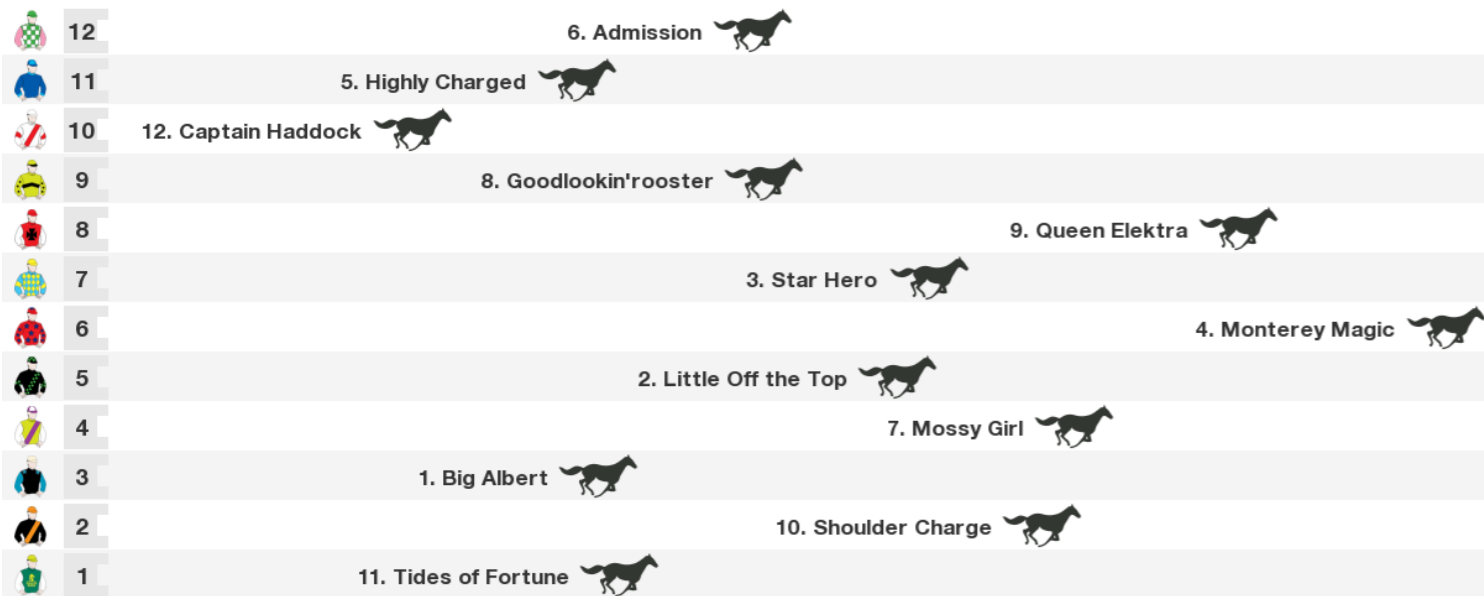 12 6. Admission
11 5. Highly Charged
10 12. Captain Haddock
9 8. Goodlookin'rooster
8 9. Queen Elektra
7 3. Star Hero
6 4. Monterey Magic
5 2. Little Off the Top
4 7. Mossy Girl
3 1. Big Albert
2 10. Shoulder Charge
1 11. Tides of Fortune